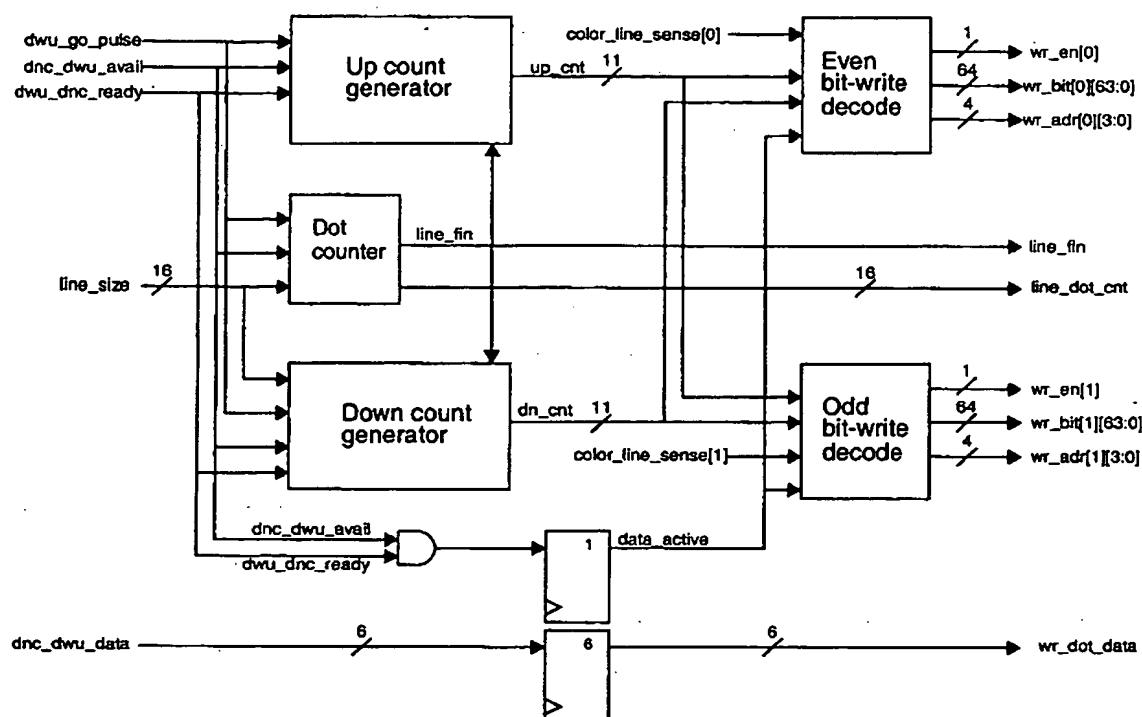 dwu_go_pulse
dnc_dwu_avail
dwu_dnc_ready
Up count
generator
up_cnt
11
color_line_sense[0]
Even
bit-write
decode
1
wr_en[0]
64
wr_bit[0][63:0]
4
wr_adr[0][3:0]
line_size
16
Dot
counter
line_fin
line_fin
16
line_dot_cnt
Down count
generator
dn_cnt
11
color_line_sense[1]
Odd
bit-write
decode
1
wr_en[1]
64
wr_bit[1][63:0]
4
wr_adr[1][3:0]
dnc_dwu_avail
dwu_dnc_ready
1
data_active
dnc_dwu_data
6
6
6
wr_dot_data